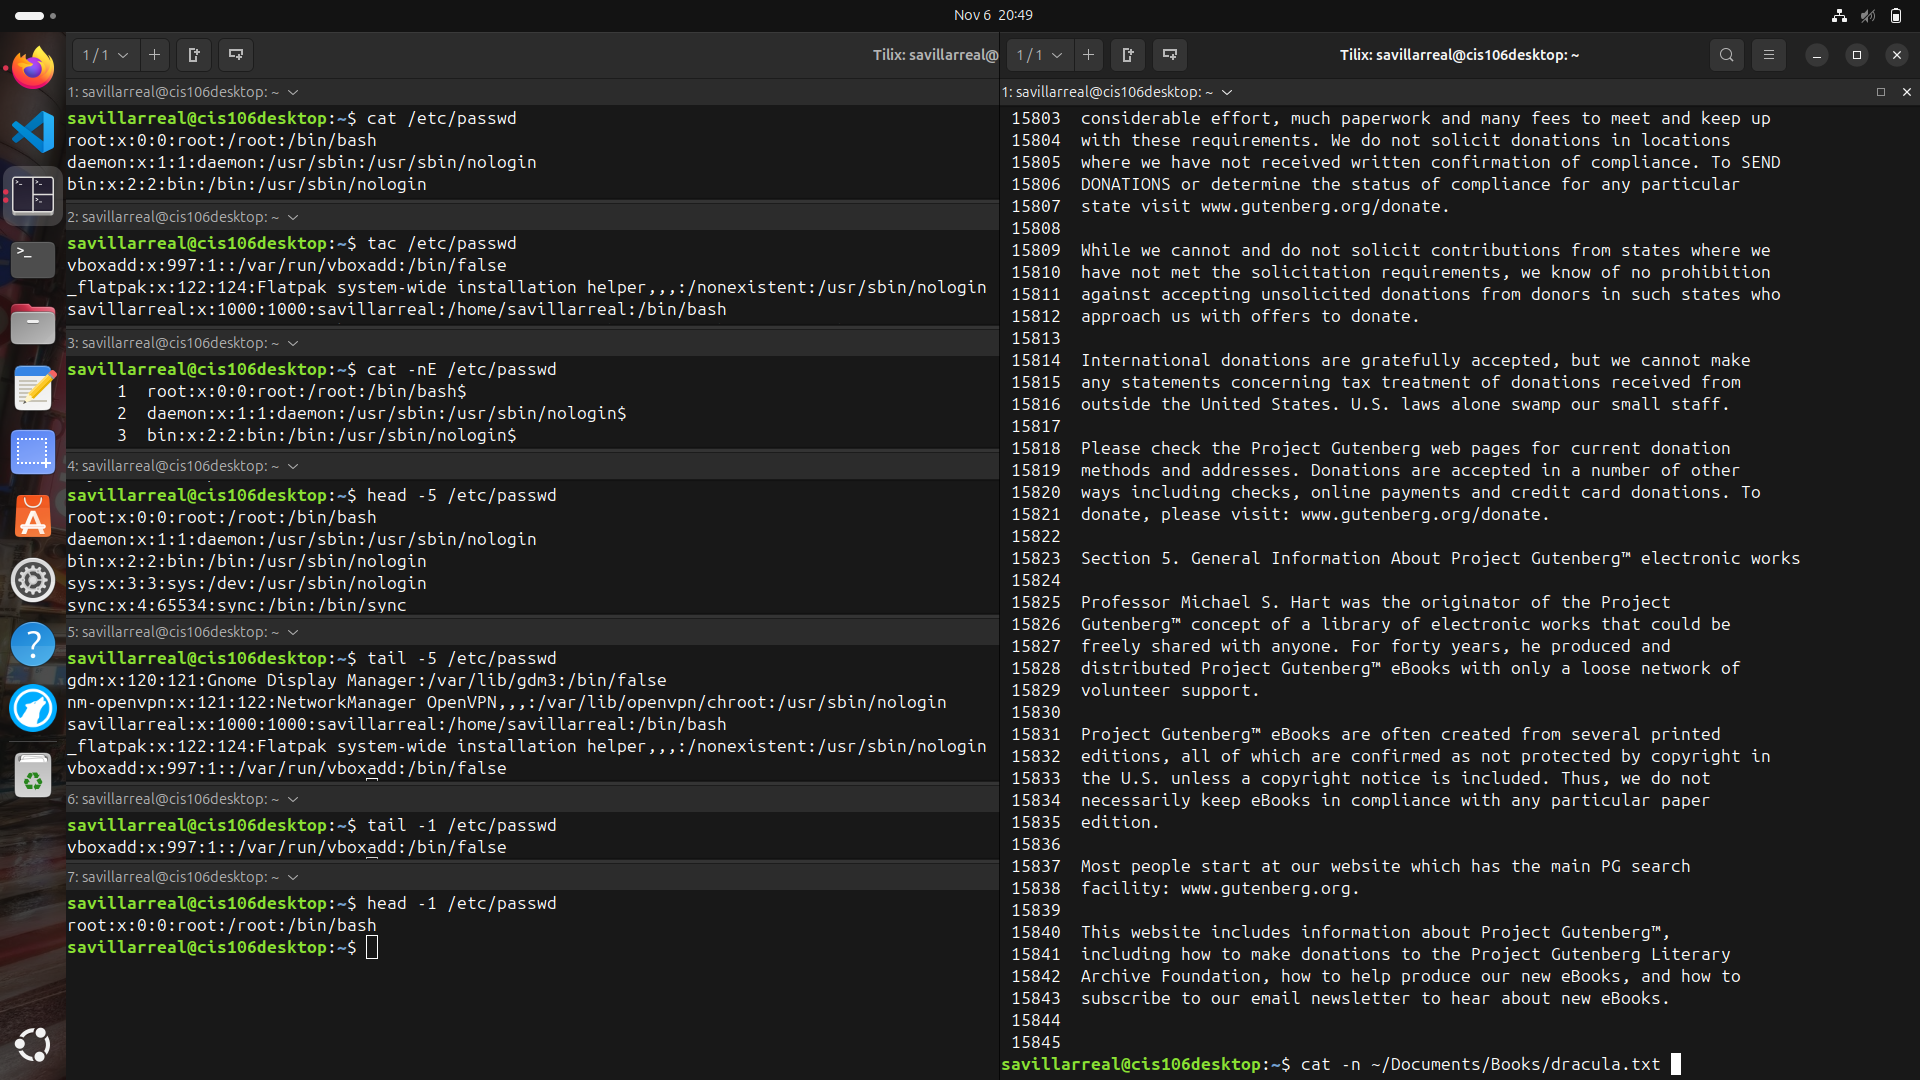 Nov 6 20:49
1 / 1
Tilix: savillarreal@
1: savillarreal@cis106desktop: ~
savillarreal@cis106desktop:~$ cat /etc/passwd
root:x:0:0:root:/root:/bin/bash
daemon:x:1:1:daemon:/usr/sbin:/usr/sbin/nologin
bin:x:2:2:bin:/bin:/usr/sbin/nologin
2: savillarreal@cis106desktop: ~
savillarreal@cis106desktop:~$ tac /etc/passwd
vboxadd:x:997:1::/var/run/vboxadd:/bin/false
_flatpak:x:122:124:Flatpak system-wide installation helper,,,:/nonexistent:/usr/sbin/nologin
savillarreal:x:1000:1000:savillarreal:/home/savillarreal:/bin/bash
3: savillarreal@cis106desktop: ~
savillarreal@cis106desktop:~$ cat -nE /etc/passwd
1 root:x:0:0:root:/root:/bin/bash$
2 daemon:x:1:1:daemon:/usr/sbin:/usr/sbin/nologin$
3 bin:x:2:2:bin:/bin:/usr/sbin/nologin$
4: savillarreal@cis106desktop: ~
savillarreal@cis106desktop:~$ head -5 /etc/passwd
root:x:0:0:root:/root:/bin/bash
daemon:x:1:1:daemon:/usr/sbin:/usr/sbin/nologin
bin:x:2:2:bin:/bin:/usr/sbin/nologin
sys:x:3:3:sys:/dev:/usr/sbin/nologin
sync:x:4:65534:sync:/bin:/bin/sync
5: savillarreal@cis106desktop: ~
savillarreal@cis106desktop:~$ tail -5 /etc/passwd
gdm:x:120:121:Gnome Display Manager:/var/lib/gdm3:/bin/false
nm-openvpn:x:121:122:NetworkManager OpenVPN,,,:/var/lib/openvpn/chroot:/usr/sbin/nologin
savillarreal:x:1000:1000:savillarreal:/home/savillarreal:/bin/bash
_flatpak:x:122:124:Flatpak system-wide installation helper,,,:/nonexistent:/usr/sbin/nologin
vboxadd:x:997:1::/var/run/vboxadd:/bin/false
6: savillarreal@cis106desktop: ~
savillarreal@cis106desktop:~$ tail -1 /etc/passwd
vboxadd:x:997:1::/var/run/vboxadd:/bin/false
7: savillarreal@cis106desktop: ~
savillarreal@cis106desktop:~$ head -1 /etc/passwd
root:x:0:0:root:/root:/bin/bash
savillarreal@cis106desktop:~$
1 / 1
Tilix: savillarreal@cis106desktop: ~
1: savillarreal@cis106desktop: ~
15803 considerable effort, much paperwork and many fees to meet and keep up
15804 with these requirements. We do not solicit donations in locations
15805 where we have not received written confirmation of compliance. To SEND
15806 DONATIONS or determine the status of compliance for any particular
15807 state visit www.gutenberg.org/donate.
15808
15809 While we cannot and do not solicit contributions from states where we
15810 have not met the solicitation requirements, we know of no prohibition
15811 against accepting unsolicited donations from donors in such states who
15812 approach us with offers to donate.
15813
15814 International donations are gratefully accepted, but we cannot make
15815 any statements concerning tax treatment of donations received from
15816 outside the United States. U.S. laws alone swamp our small staff.
15817
15818 Please check the Project Gutenberg web pages for current donation
15819 methods and addresses. Donations are accepted in a number of other
15820 ways including checks, online payments and credit card donations. To
15821 donate, please visit: www.gutenberg.org/donate.
15822
15823 Section 5. General Information About Project Gutenberg™ electronic works
15824
15825 Professor Michael S. Hart was the originator of the Project
15826 Gutenberg™ concept of a library of electronic works that could be
15827 freely shared with anyone. For forty years, he produced and
15828 distributed Project Gutenberg™ eBooks with only a loose network of
15829 volunteer support.
15830
15831 Project Gutenberg™ eBooks are often created from several printed
15832 editions, all of which are confirmed as not protected by copyright in
15833 the U.S. unless a copyright notice is included. Thus, we do not
15834 necessarily keep eBooks in compliance with any particular paper
15835 edition.
15836
15837 Most people start at our website which has the main PG search
15838 facility: www.gutenberg.org.
15839
15840 This website includes information about Project Gutenberg™,
15841 including how to make donations to the Project Gutenberg Literary
15842 Archive Foundation, how to help produce our new eBooks, and how to
15843 subscribe to our email newsletter to hear about new eBooks.
15844
15845
savillarreal@cis106desktop:~$ cat -n ~/Documents/Books/dracula.txt